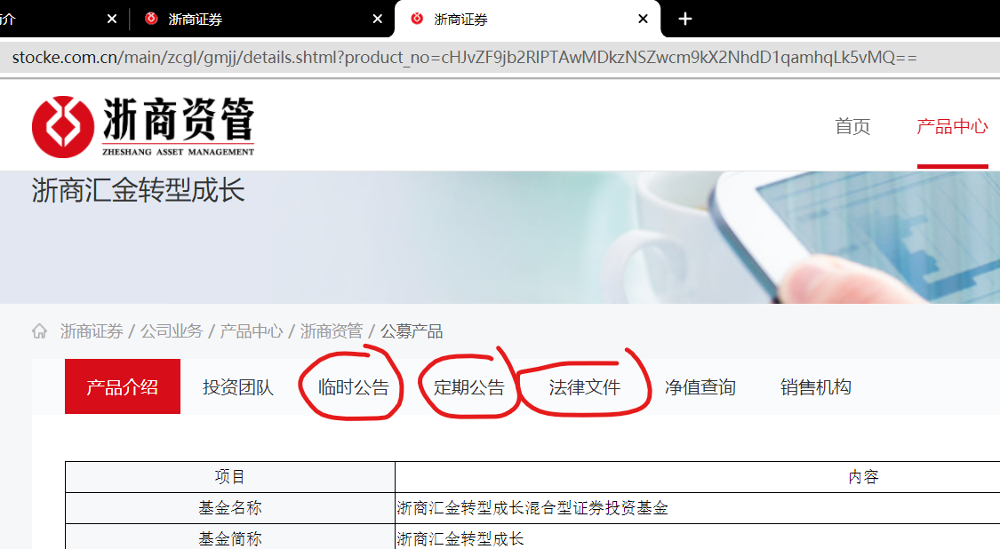 介 浙商证券 浙商证券
stocke.com.cn/main/zcgl/gmjj/details.shtml?product_no=cHJvZF9jb2RlPTAwMDkzNSZwcm9kX2NhdD1qamhqLk5vMQ==
浙商资管 首页 产品中心
ZHESHANG ASSET MANAGEMENT
浙商汇金转型成长
浙商证券 / 公司业务 / 产品中心 / 浙商资管 / 公募产品
产品介绍 投资团队 临时公告 定期公告 法律文件 净值查询 销售机构
项目 内容
基金名称 浙商汇金转型成长混合型证券投资基金
基金简称 浙商汇金转型成长